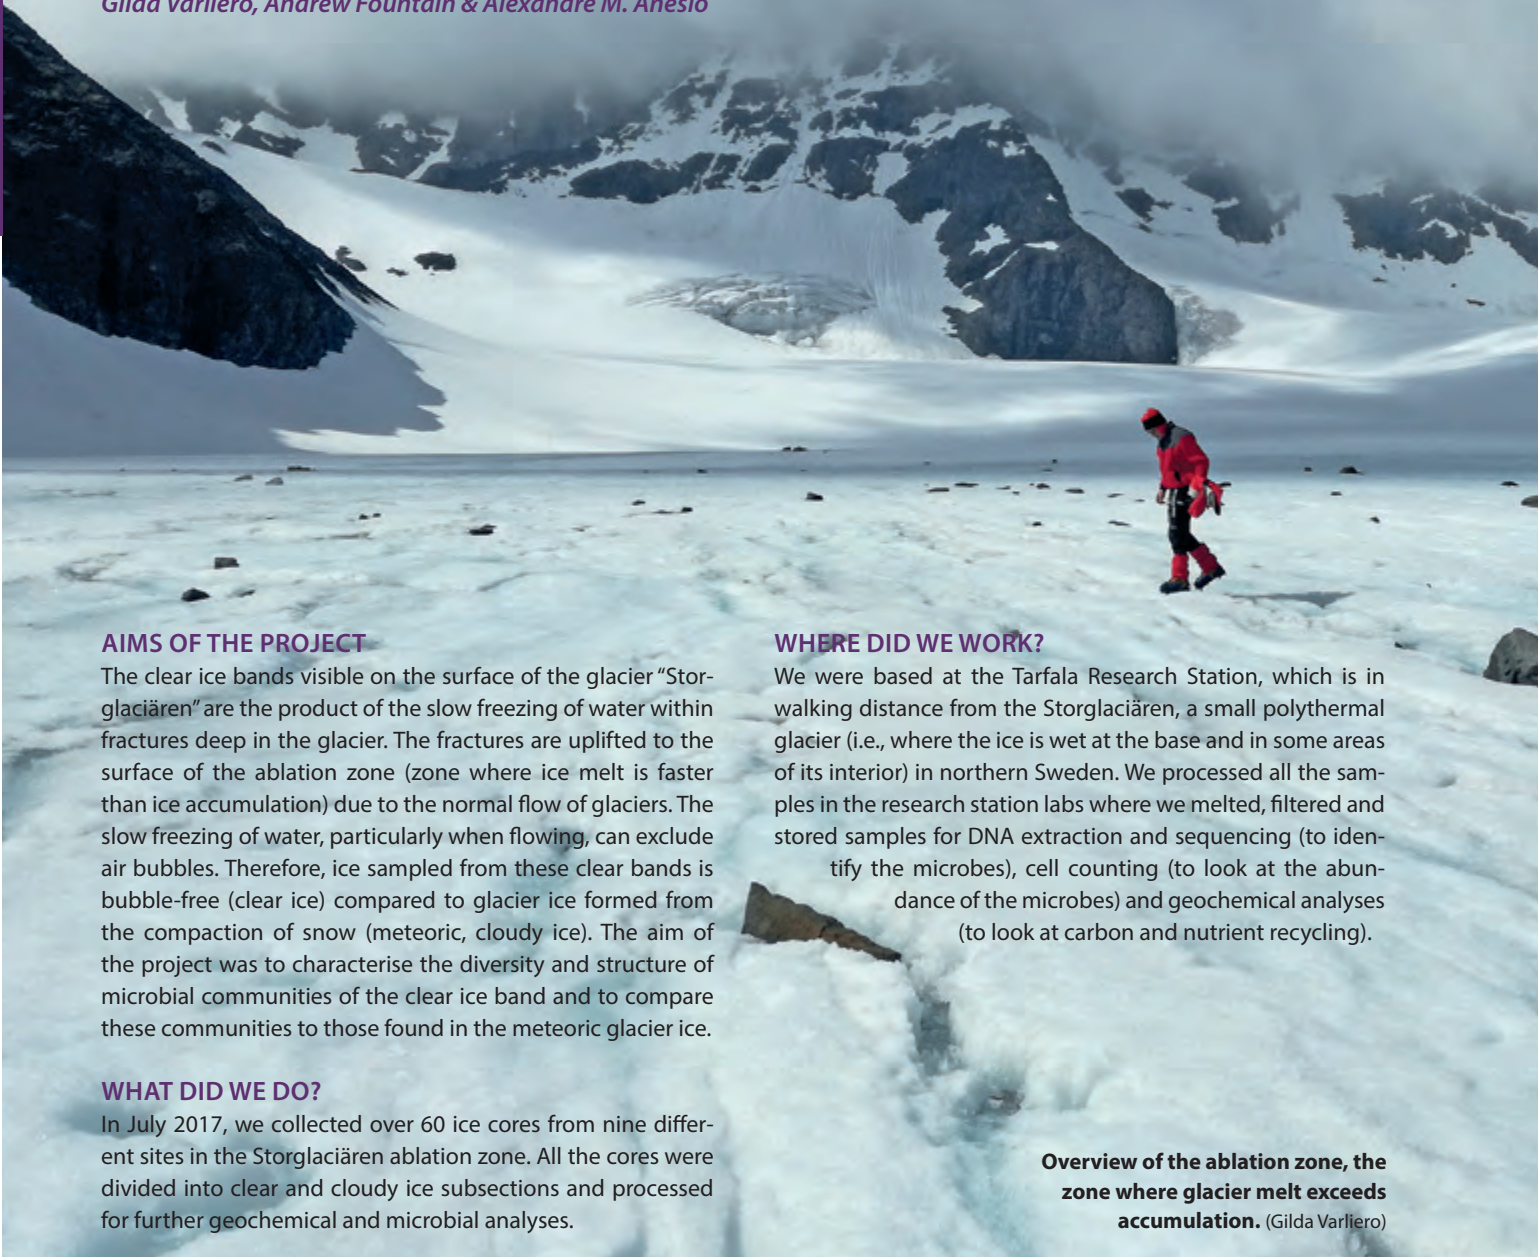 Gilda Varliero, Andrew Fountain & Alexandre M. Anesio
AIMS OF THE PROJECT
The clear ice bands visible on the surface of the glacier “Stor-
glaciären” are the product of the slow freezing of water within
fractures deep in the glacier. The fractures are uplifted to the
surface of the ablation zone (zone where ice melt is faster
than ice accumulation) due to the normal flow of glaciers. The
slow freezing of water, particularly when flowing, can exclude
air bubbles. Therefore, ice sampled from these clear bands is
bubble-free (clear ice) compared to glacier ice formed from
the compaction of snow (meteoric, cloudy ice). The aim of
the project was to characterise the diversity and structure of
microbial communities of the clear ice band and to compare
these communities to those found in the meteoric glacier ice.
WHAT DID WE DO?
In July 2017, we collected over 60 ice cores from nine differ-
ent sites in the Storglaciären ablation zone. All the cores were
divided into clear and cloudy ice subsections and processed
for further geochemical and microbial analyses.
WHERE DID WE WORK?
We were based at the Tarfala Research Station, which is in
walking distance from the Storglaciären, a small polythermal
glacier (i.e., where the ice is wet at the base and in some areas
of its interior) in northern Sweden. We processed all the sam-
ples in the research station labs where we melted, filtered and
stored samples for DNA extraction and sequencing (to iden-
tify the microbes), cell counting (to look at the abun-
dance of the microbes) and geochemical analyses
(to look at carbon and nutrient recycling).
Overview of the ablation zone, the
zone where glacier melt exceeds
accumulation. (Gilda Varliero)